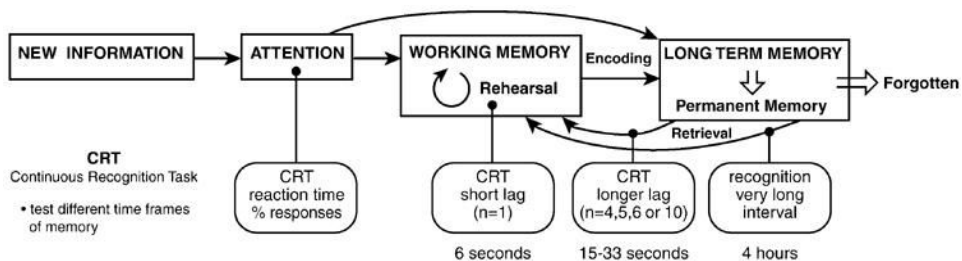 NEW INFORMATION
ATTENTION
WORKING MEMORY
Rehearsal
Encoding
LONG TERM MEMORY
Permanent Memory
Forgotten
Retrieval
CRT
Continuous Recognition Task
• test different time frames
of memory
CRT
reaction time
% responses
CRT
short lag
(n=1)
6 seconds
CRT
longer lag
(n=4,5,6 or 10)
15-33 seconds
recognition
very long
interval
4 hours